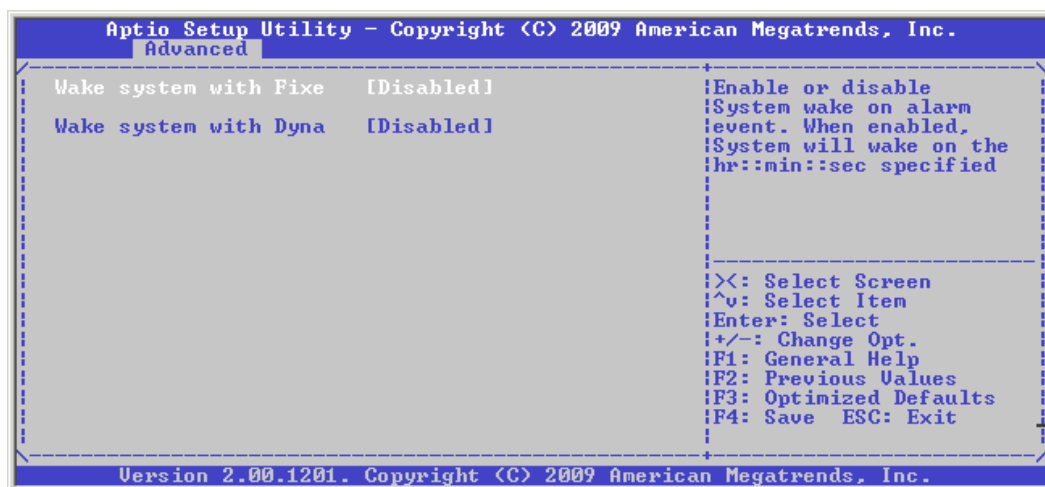 Aptio Setup Utility - Copyright (C) 2009 American Megatrends, Inc.
Advanced
Wake system with Fixe [Disabled]
Wake system with Dyna [Disabled]
Enable or disable
System wake on alarm
event. When enabled,
System will wake on the
hr::min::sec specified
><: Select Screen
^v: Select Item
Enter: Select
+/-: Change Opt.
F1: General Help
F2: Previous Values
F3: Optimized Defaults
F4: Save ESC: Exit
Version 2.00.1201. Copyright (C) 2009 American Megatrends, Inc.